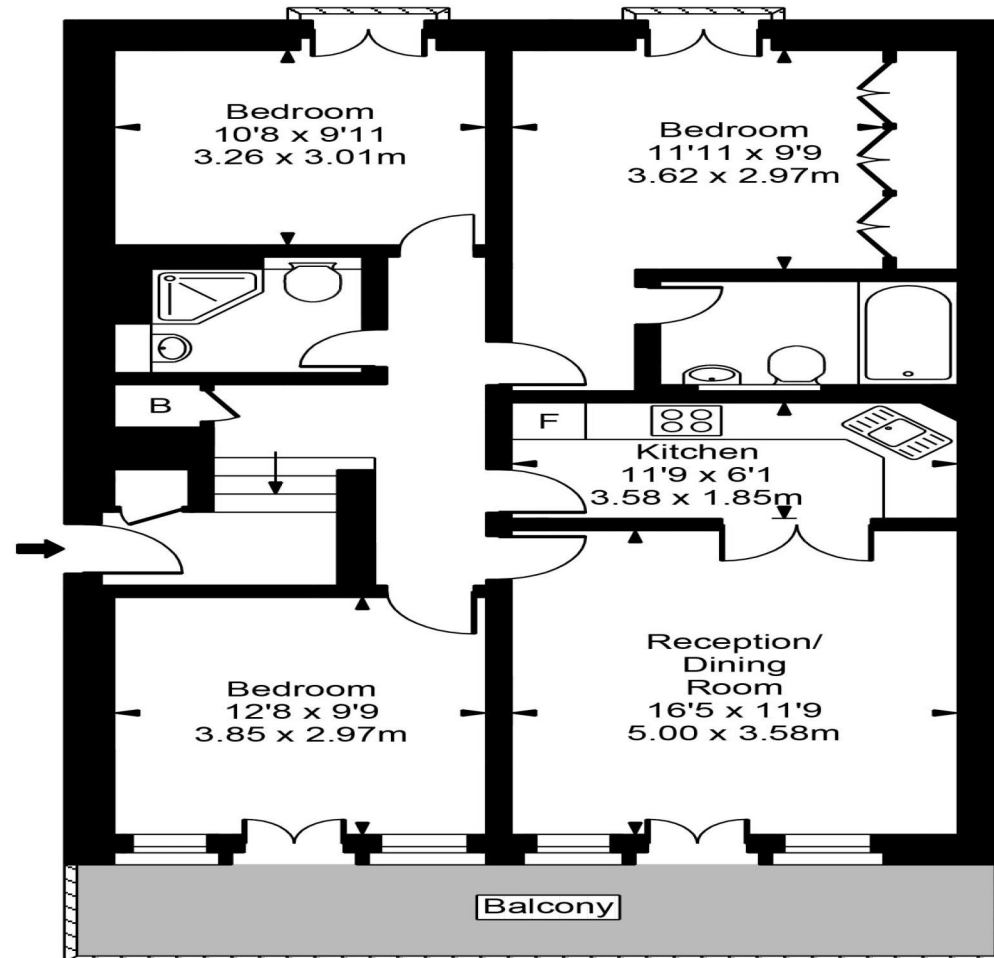 Bedroom
10'8 x 9'11
3.26 x 3.01m
Bedroom
11'11 x 9'9
3.62 x 2.97m
B
F
Kitchen
11'9 x 6'1
3.58 x 1.85m
Bedroom
12'8 x 9'9
3.85 x 2.97m
Reception/
Dining
Room
16'5 x 11'9
5.00 x 3.58m
Balcony